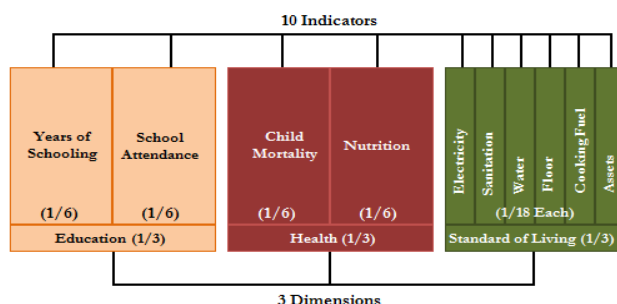 10 Indicators
Years of
Schooling
(1/6)
School
Attendance
(1/6)
Education (1/3)
Child
Mortality
(1/6)
Nutrition
(1/6)
Health (1/3)
Electricity
Sanitation
Water
Floor
Cooking Fuel
Assets
(1/18 Each)
Standard of Living (1/3)
3 Dimensions